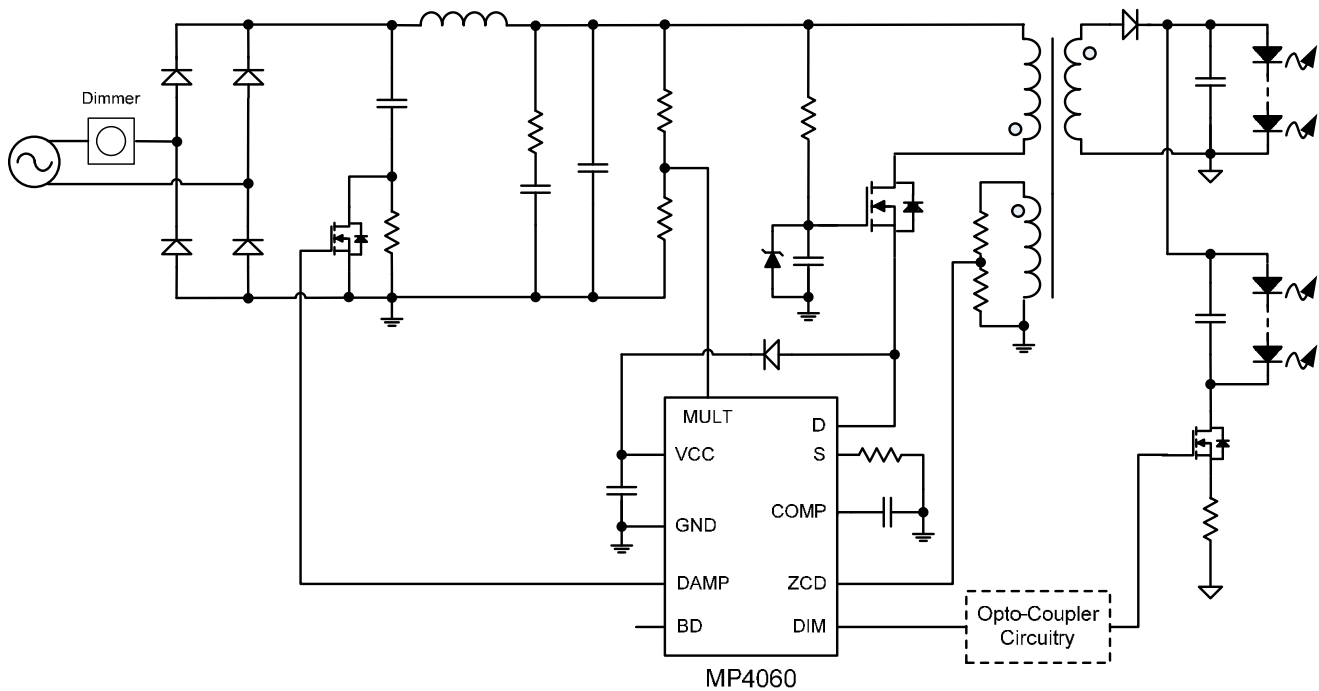 Dimmer
MULT
D
VCC
S
GND
COMP
DAMP
ZCD
BD
DIM
Opto-Coupler
Circuitry
MP4060